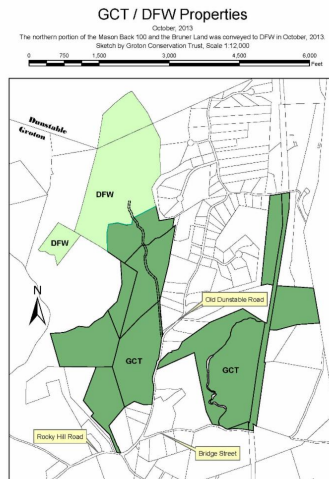 GCT / DFW Properties
October, 2013
The northern portion of the Mason Back 100 and the Bruner Land was conveyed to DFW in October, 2013.
Sketch by Groton Conservation Trust, Scale 1:12,000
0 750 1,500 3,000 4,500 6,000
Feet
Dunstable
Groton
DFW
DFW
N
Old Dunstable Road
GCT
GCT
Rocky Hill Road
Bridge Street